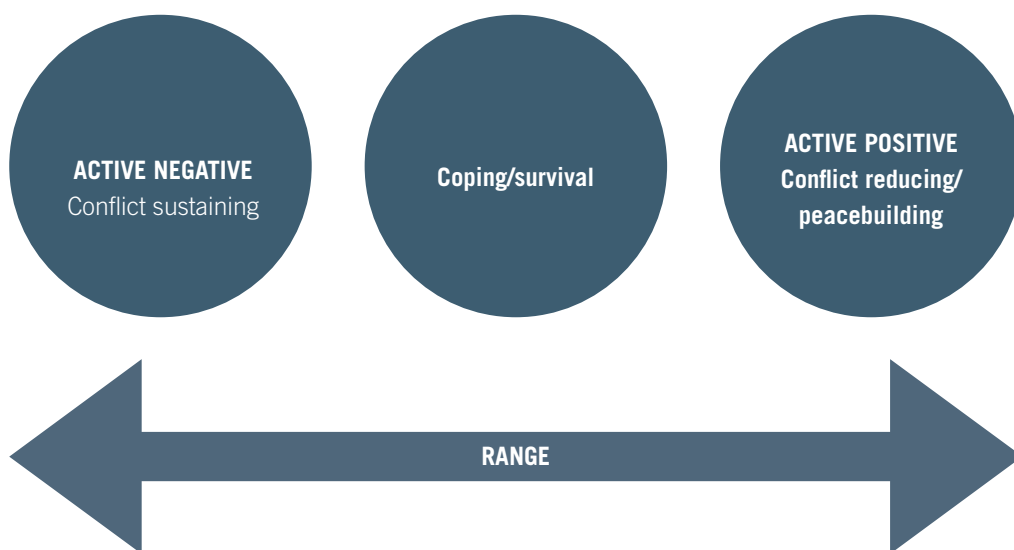 ACTIVE NEGATIVE
Conflict sustaining
Coping/survival
ACTIVE POSITIVE
Conflict reducing/
peacebuilding
RANGE